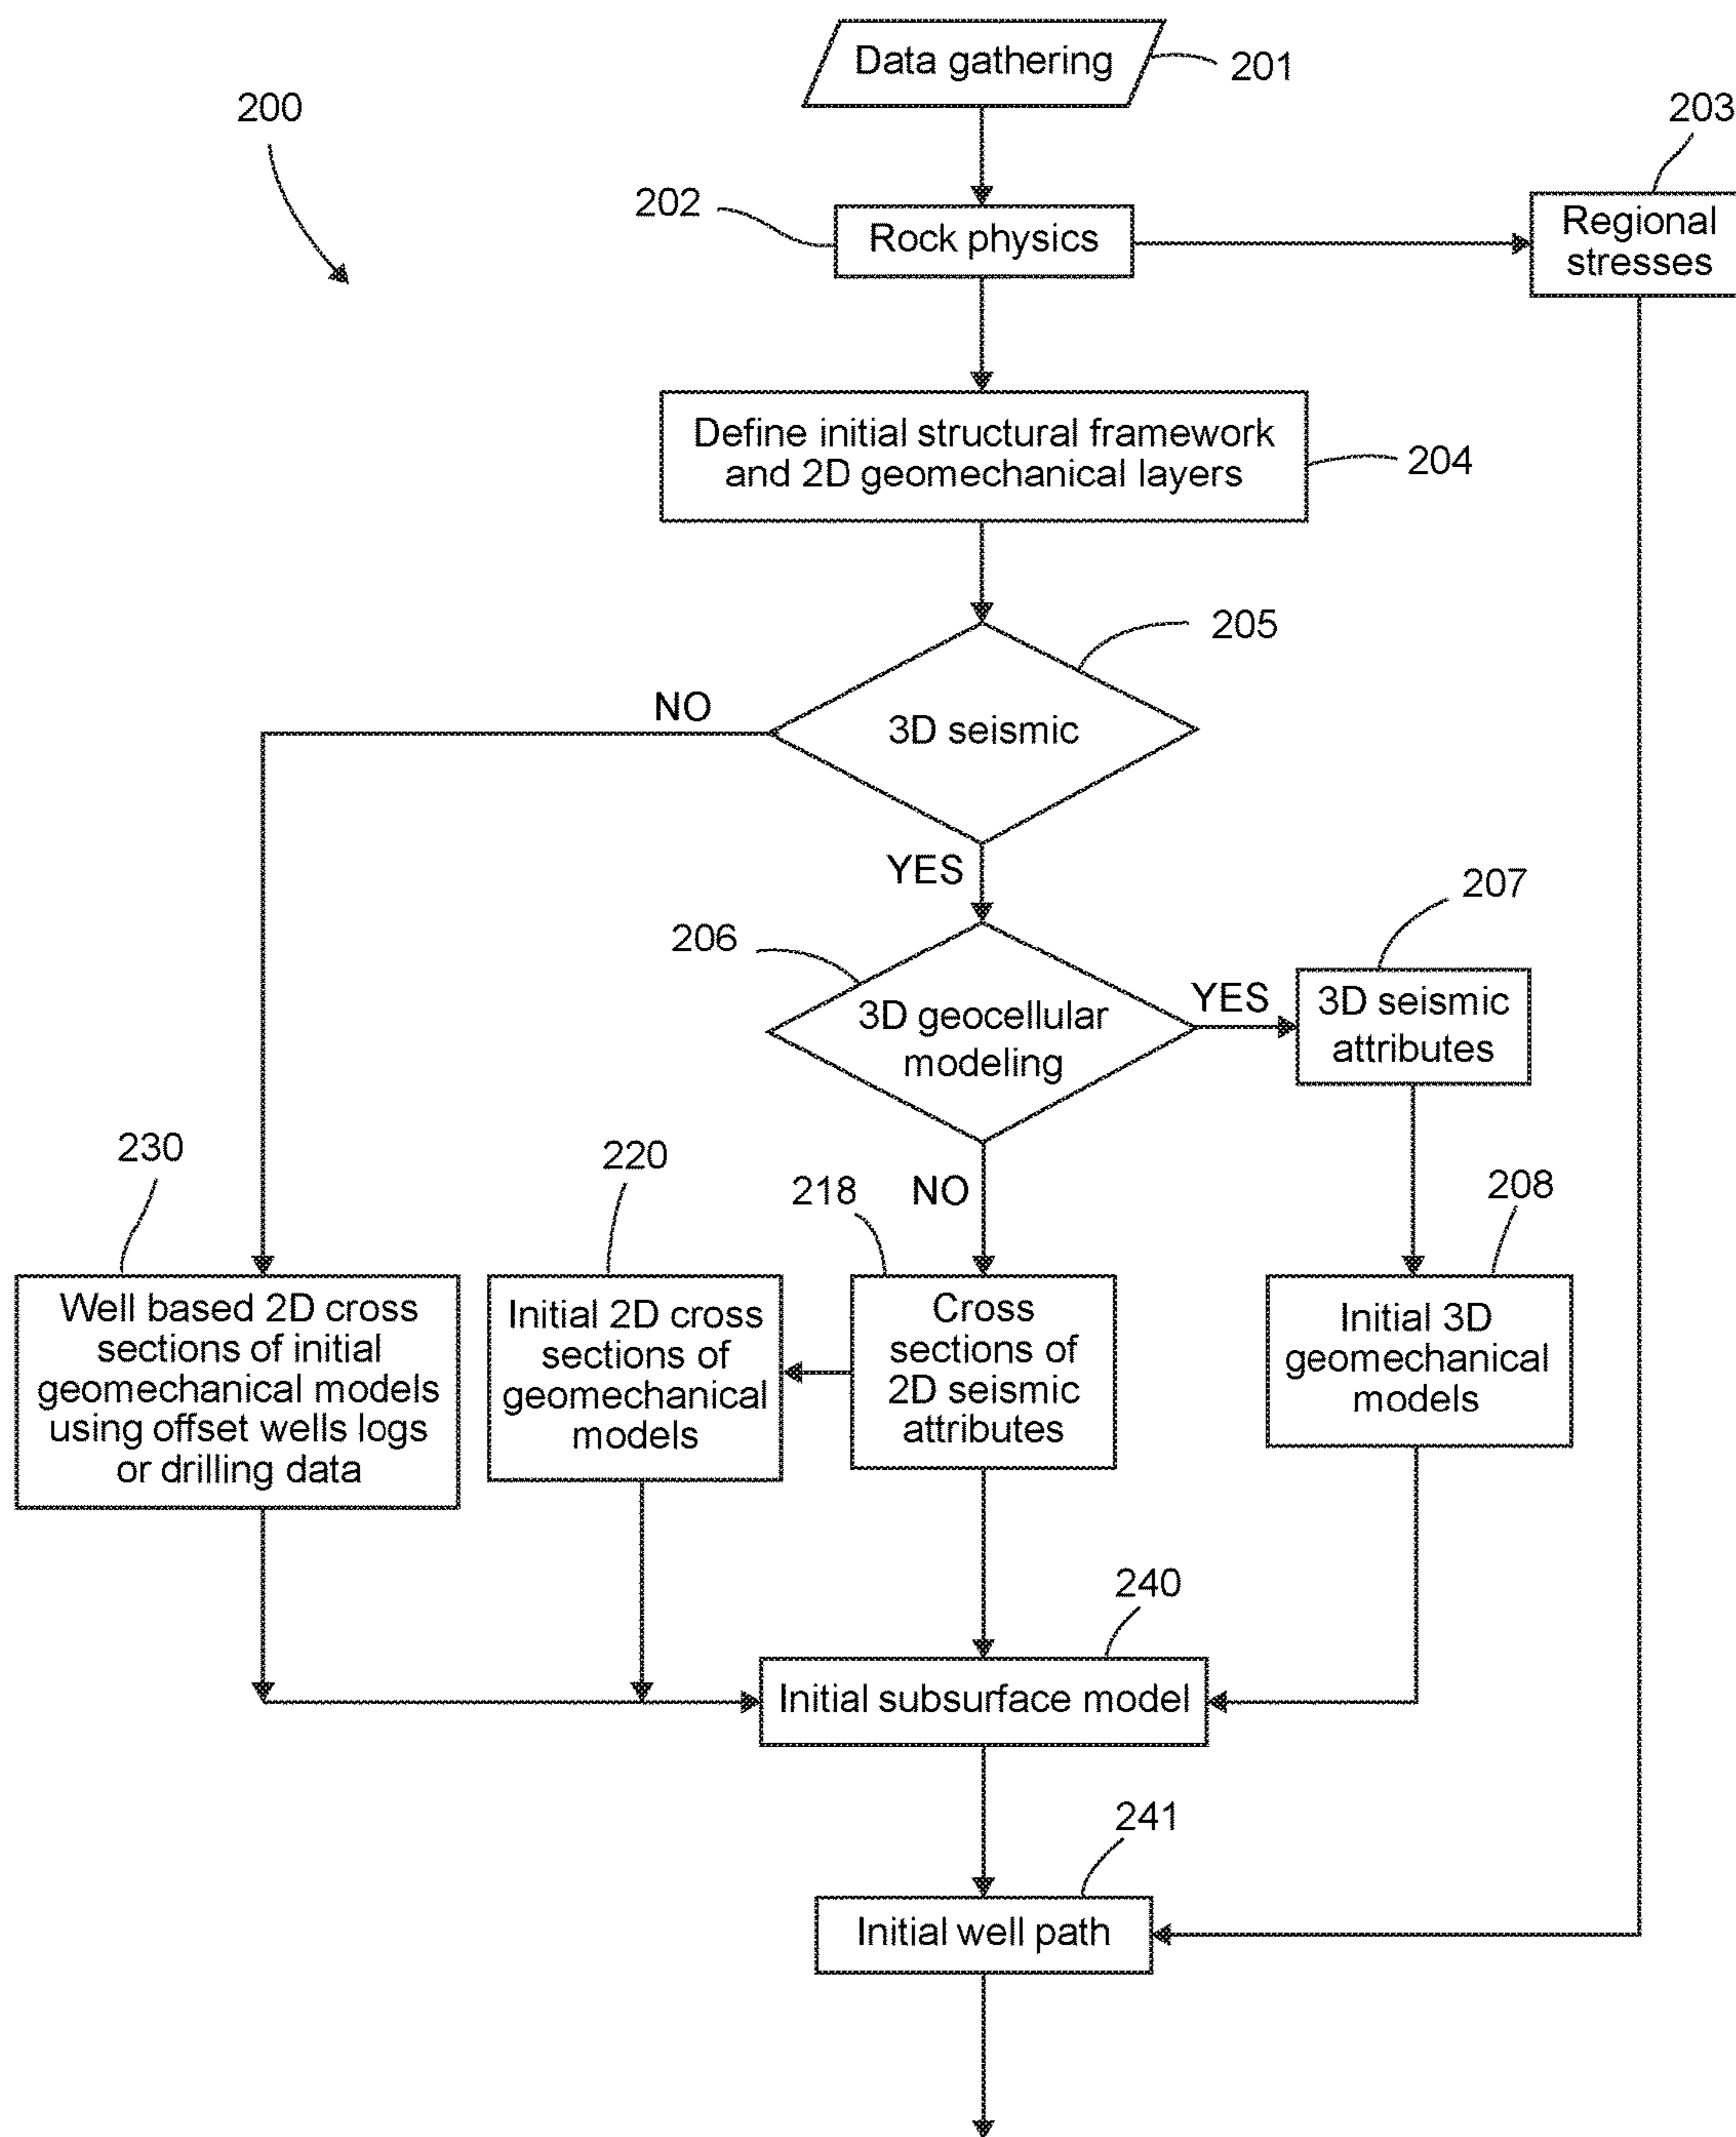 Data gathering
201
200
203
202
Rock physics
Regional
stresses
Define initial structural framework
and 2D geomechanical layers
204
205
NO
3D seismic
YES
207
206
YES
3D seismic
attributes
3D geocellular
modeling
230
220
218
NO
208
Well based 2D cross
sections of initial
geomechanical models
using offset wells logs
or drilling data
Initial 2D cross
sections of
geomechanical
models
Cross
sections of
2D seismic
attributes
Initial 3D
geomechanical
models
240
Initial subsurface model
241
Initial well path